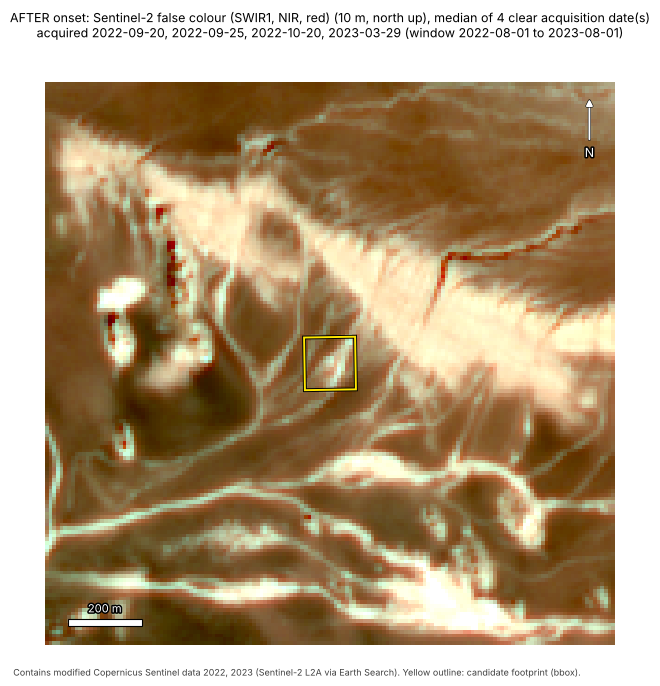 AFTER onset: Sentinel-2 false colour (SWIR1, NIR, red) (10 m, north up), median of 4 clear acquisition date(s)
acquired 2022-09-20, 2022-09-25, 2022-10-20, 2023-03-29 (window 2022-08-01 to 2023-08-01)
N
200 m
Contains modified Copernicus Sentinel data 2022, 2023 (Sentinel-2 L2A via Earth Search). Yellow outline: candidate footprint (bbox).